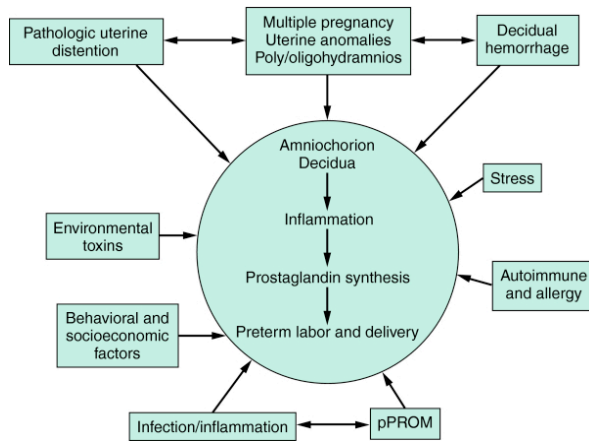 Pathologic uterine
distention
Multiple pregnancy
Uterine anomalies
Poly/oligohydramnios
Decidual
hemorrhage
Amniochorion
Decidua
Stress
Inflammation
Environmental
toxins
Prostaglandin synthesis
Autoimmune
and allergy
Behavioral and
socioeconomic
factors
Preterm labor and delivery
Infection/inflammation
pPROM